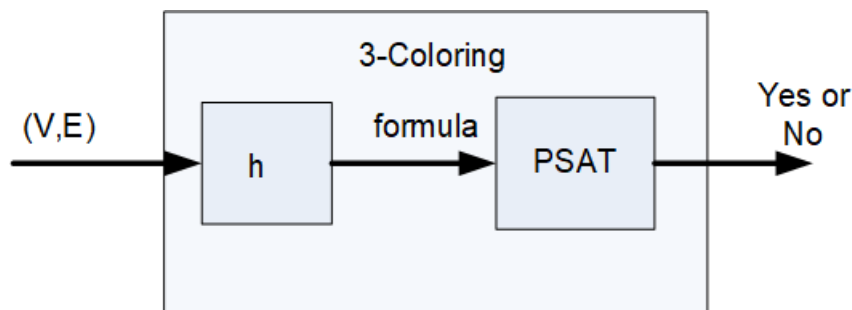 3-Coloring
(V,E)
h
formula
PSAT
Yes or
No